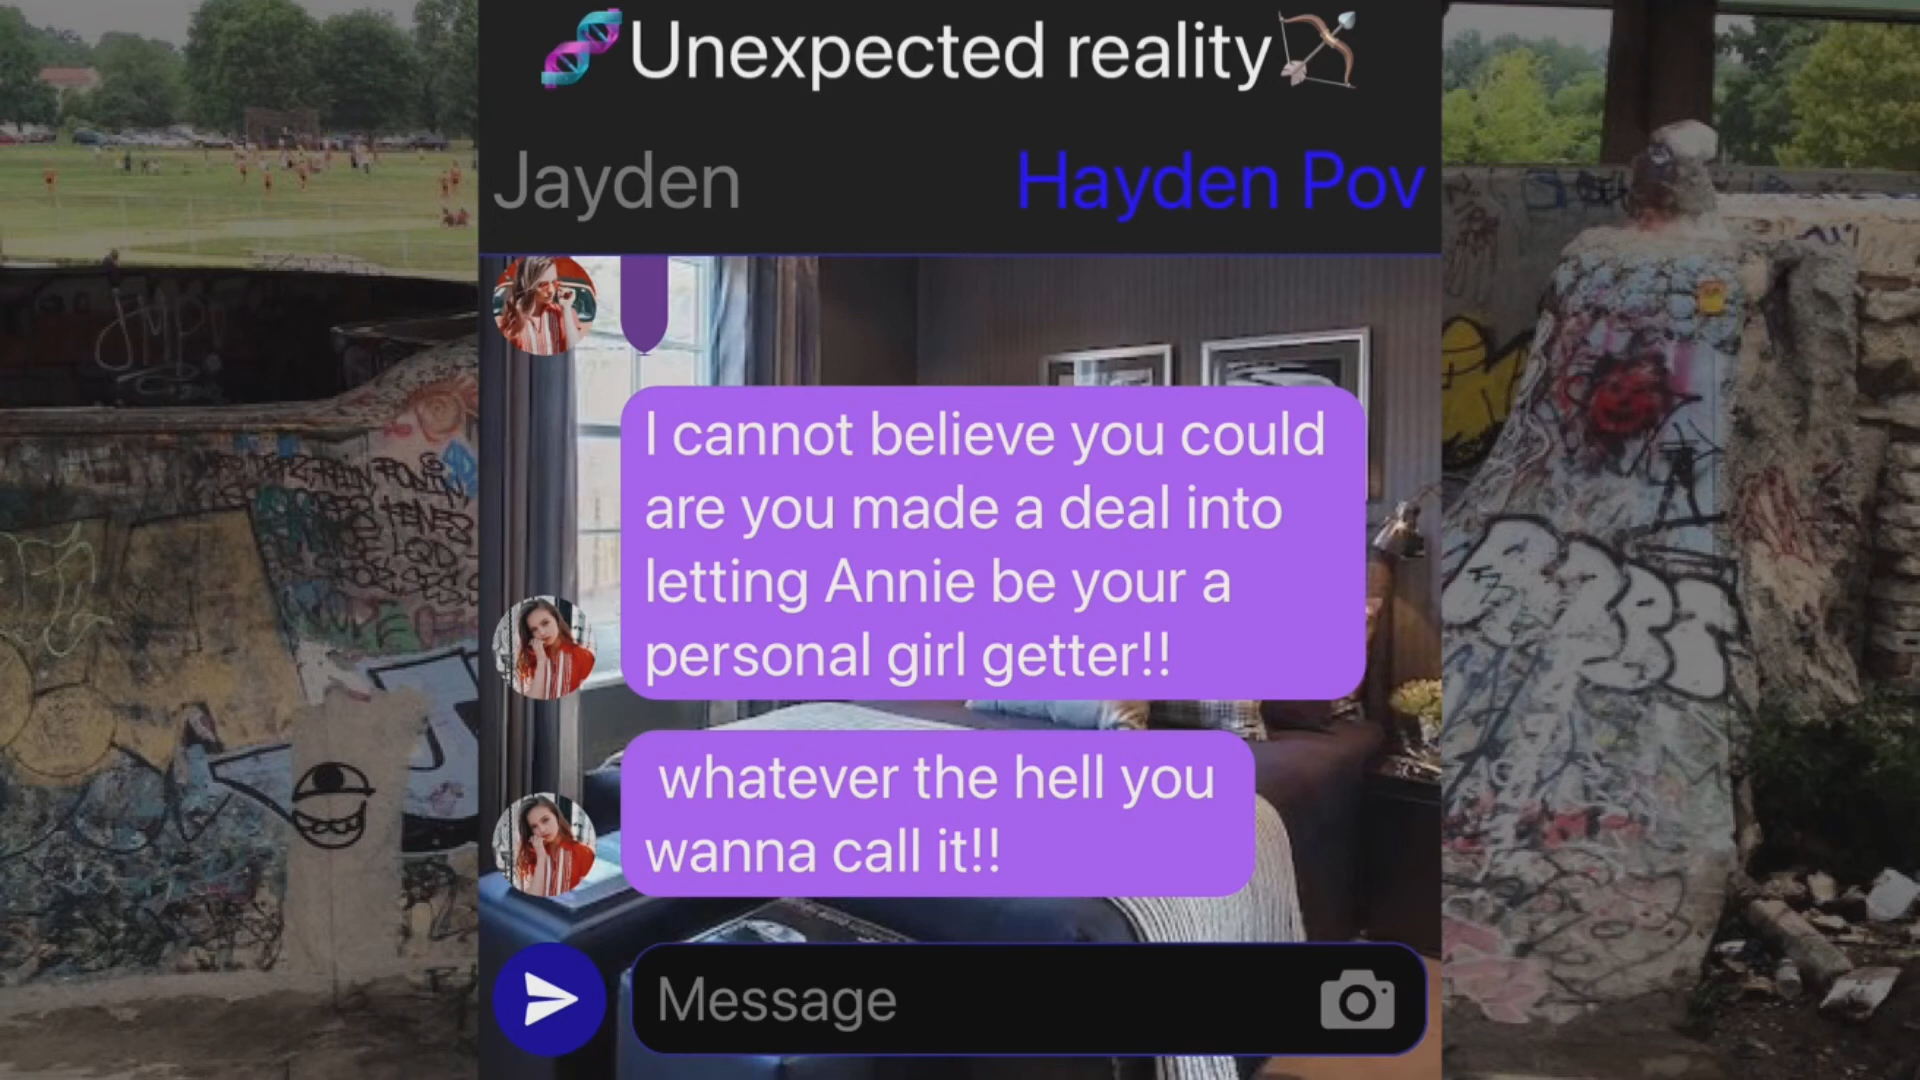 🧬Unexpected reality🏹
Jayden
Hayden Pov
I cannot believe you could
are you made a deal into
letting Annie be your a
personal girl getter!!
whatever the hell you
wanna call it!!
Message